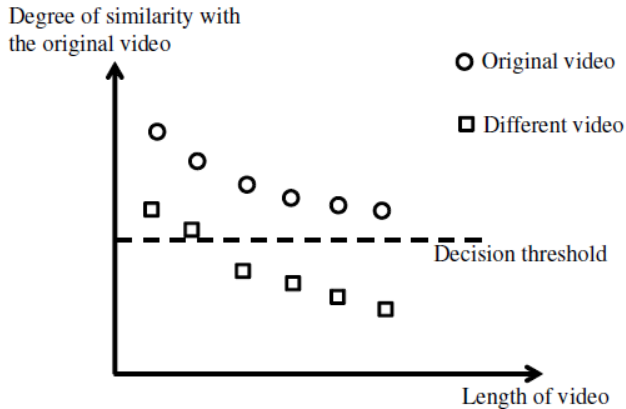 Degree of similarity with
the original video
Original video
Different video
Decision threshold
Length of video